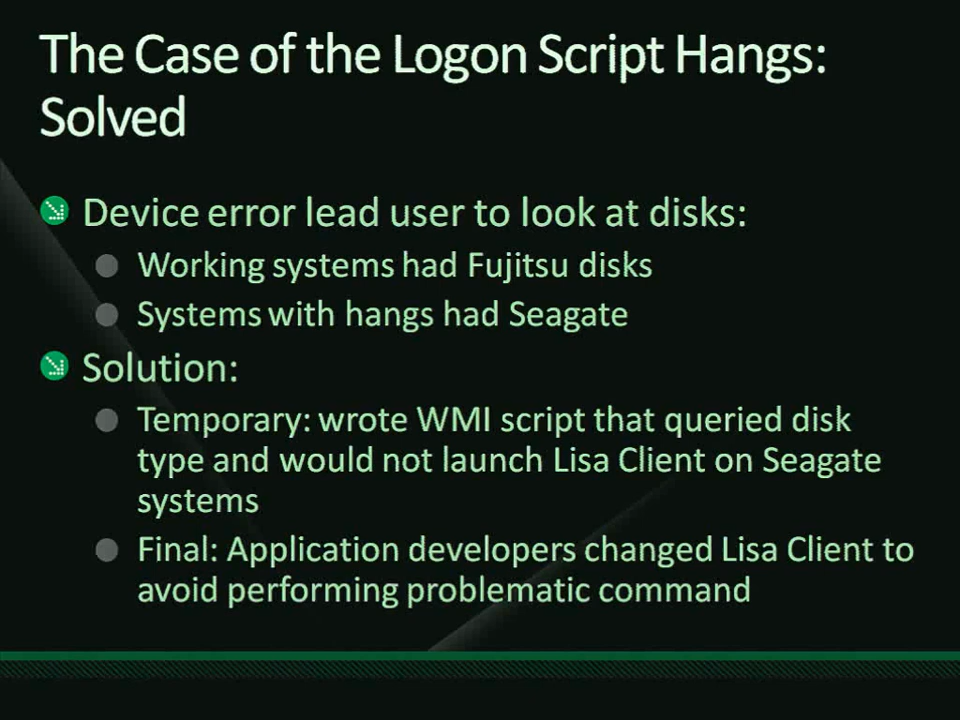 The Case of the Logon Script Hangs:
Solved
Device error lead user to look at disks:
Working systems had Fujitsu disks
Systems with hangs had Seagate
Solution:
Temporary: wrote WMI script that queried disk
type and would not launch Lisa Client on Seagate
systems
Final: Application developers changed Lisa Client to
avoid performing problematic command